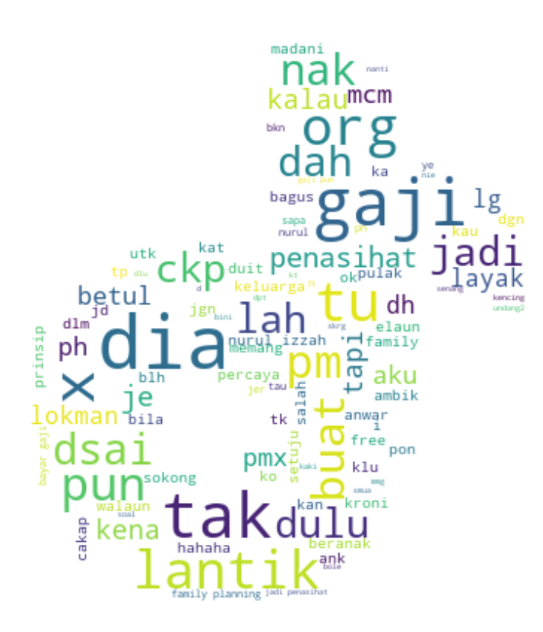 madani
nak
nanti
kalau
mcm
org
bkn
dah
ka
ye
nie
bagus
gaji
lg
sapa
nurul
pn
kau
dgn
kat
utk
ckp
penasihat
jadi
tp
dlu
duit
kt
ok
pulak
layak
betul
d
keluarga
n
tu
senang
kencing
dpt
dh
undang2
jd
jgn
bini
lah
skrg
elaun
dlm
dia
nurul izzah
family
ph
memang
pm
tapi
prinsip
x
blh
percaya
aku
je
jer
tau
salah
ambik
lokman
bila
tk
buat
anwar
i
dsai
setuju
free
pon
bayar gaji
pmx
kaki
klu
pun
sokong
ko
emg
smua
walaun
tak
kan
kroni
soal
dulu
cakap
kena
hahaha
beranak
lantik
ank
bole
family planning
jadi penasihat